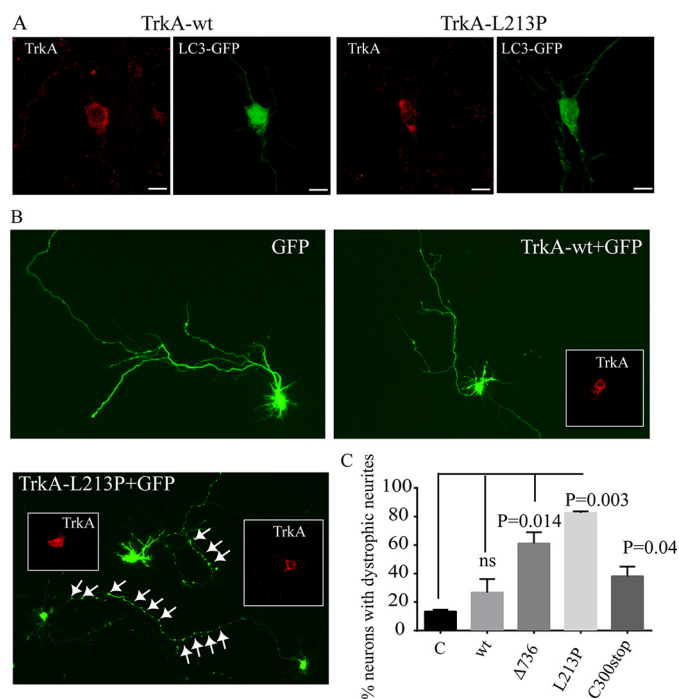 A
TrkA-wt
TrkA-L213P
TrkA
LC3-GFP
TrkA
LC3-GFP
B
GFP
TrkA-wt+GFP
TrkA
TrkA-L213P+GFP
TrkA
TrkA
C
% neurons with dystrophic neurites
100
80
60
40
20
0
ns
P=0.014
P=0.003
P=0.04
C
wt
Δ736
L213P
C300stop